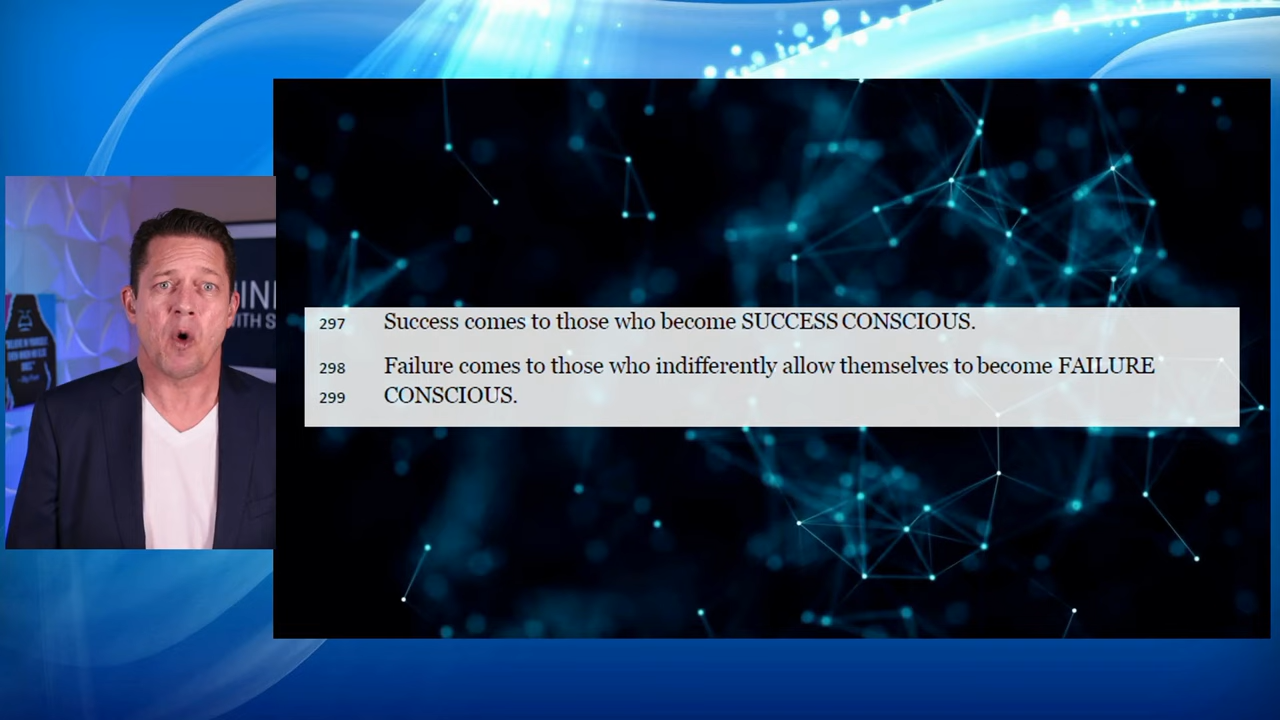 297 Success comes to those who become SUCCESS CONSCIOUS.
298 Failure comes to those who indifferently allow themselves to become FAILURE
299 CONSCIOUS.